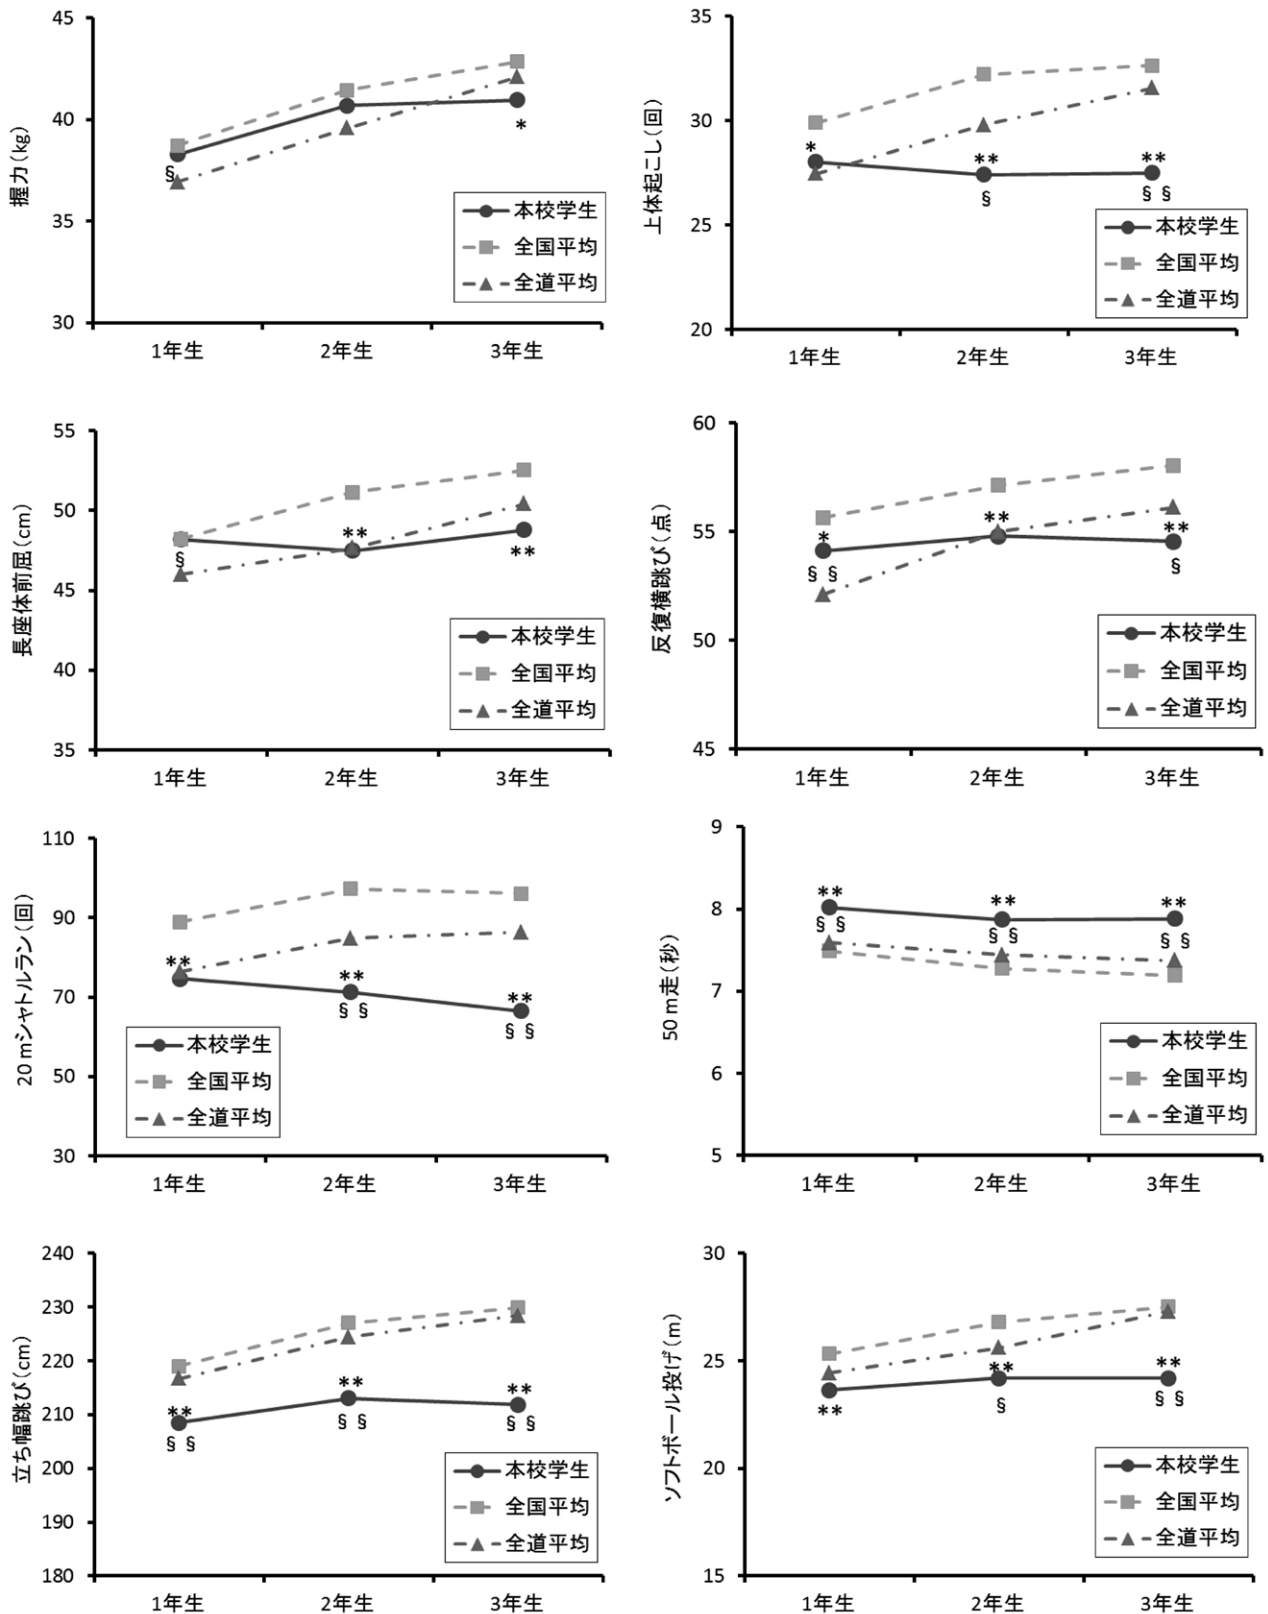 握力(kg)
45
40
35
30
§
*
本校学生
全国平均
全道平均
1年生
2年生
3年生
上体起こし(回)
35
30
25
20
*
**
§
**
§ §
本校学生
全国平均
全道平均
1年生
2年生
3年生
長座体前屈(cm)
55
50
45
40
35
§
**
**
本校学生
全国平均
全道平均
1年生
2年生
3年生
反復横跳び(点)
60
55
50
45
*
§ §
**
**
§
本校学生
全国平均
全道平均
1年生
2年生
3年生
20mシャトルラン(回)
110
90
70
50
30
**
**
§ §
**
§ §
本校学生
全国平均
全道平均
1年生
2年生
3年生
50m走(秒)
9
8
7
6
5
**
§ §
**
§ §
**
§ §
本校学生
全国平均
全道平均
1年生
2年生
3年生
立ち幅跳び(cm)
240
230
220
210
200
190
180
**
§ §
**
§ §
**
§ §
本校学生
全国平均
全道平均
1年生
2年生
3年生
ソフトボール投げ(m)
30
25
20
15
**
**
§
**
§ §
本校学生
全国平均
全道平均
1年生
2年生
3年生